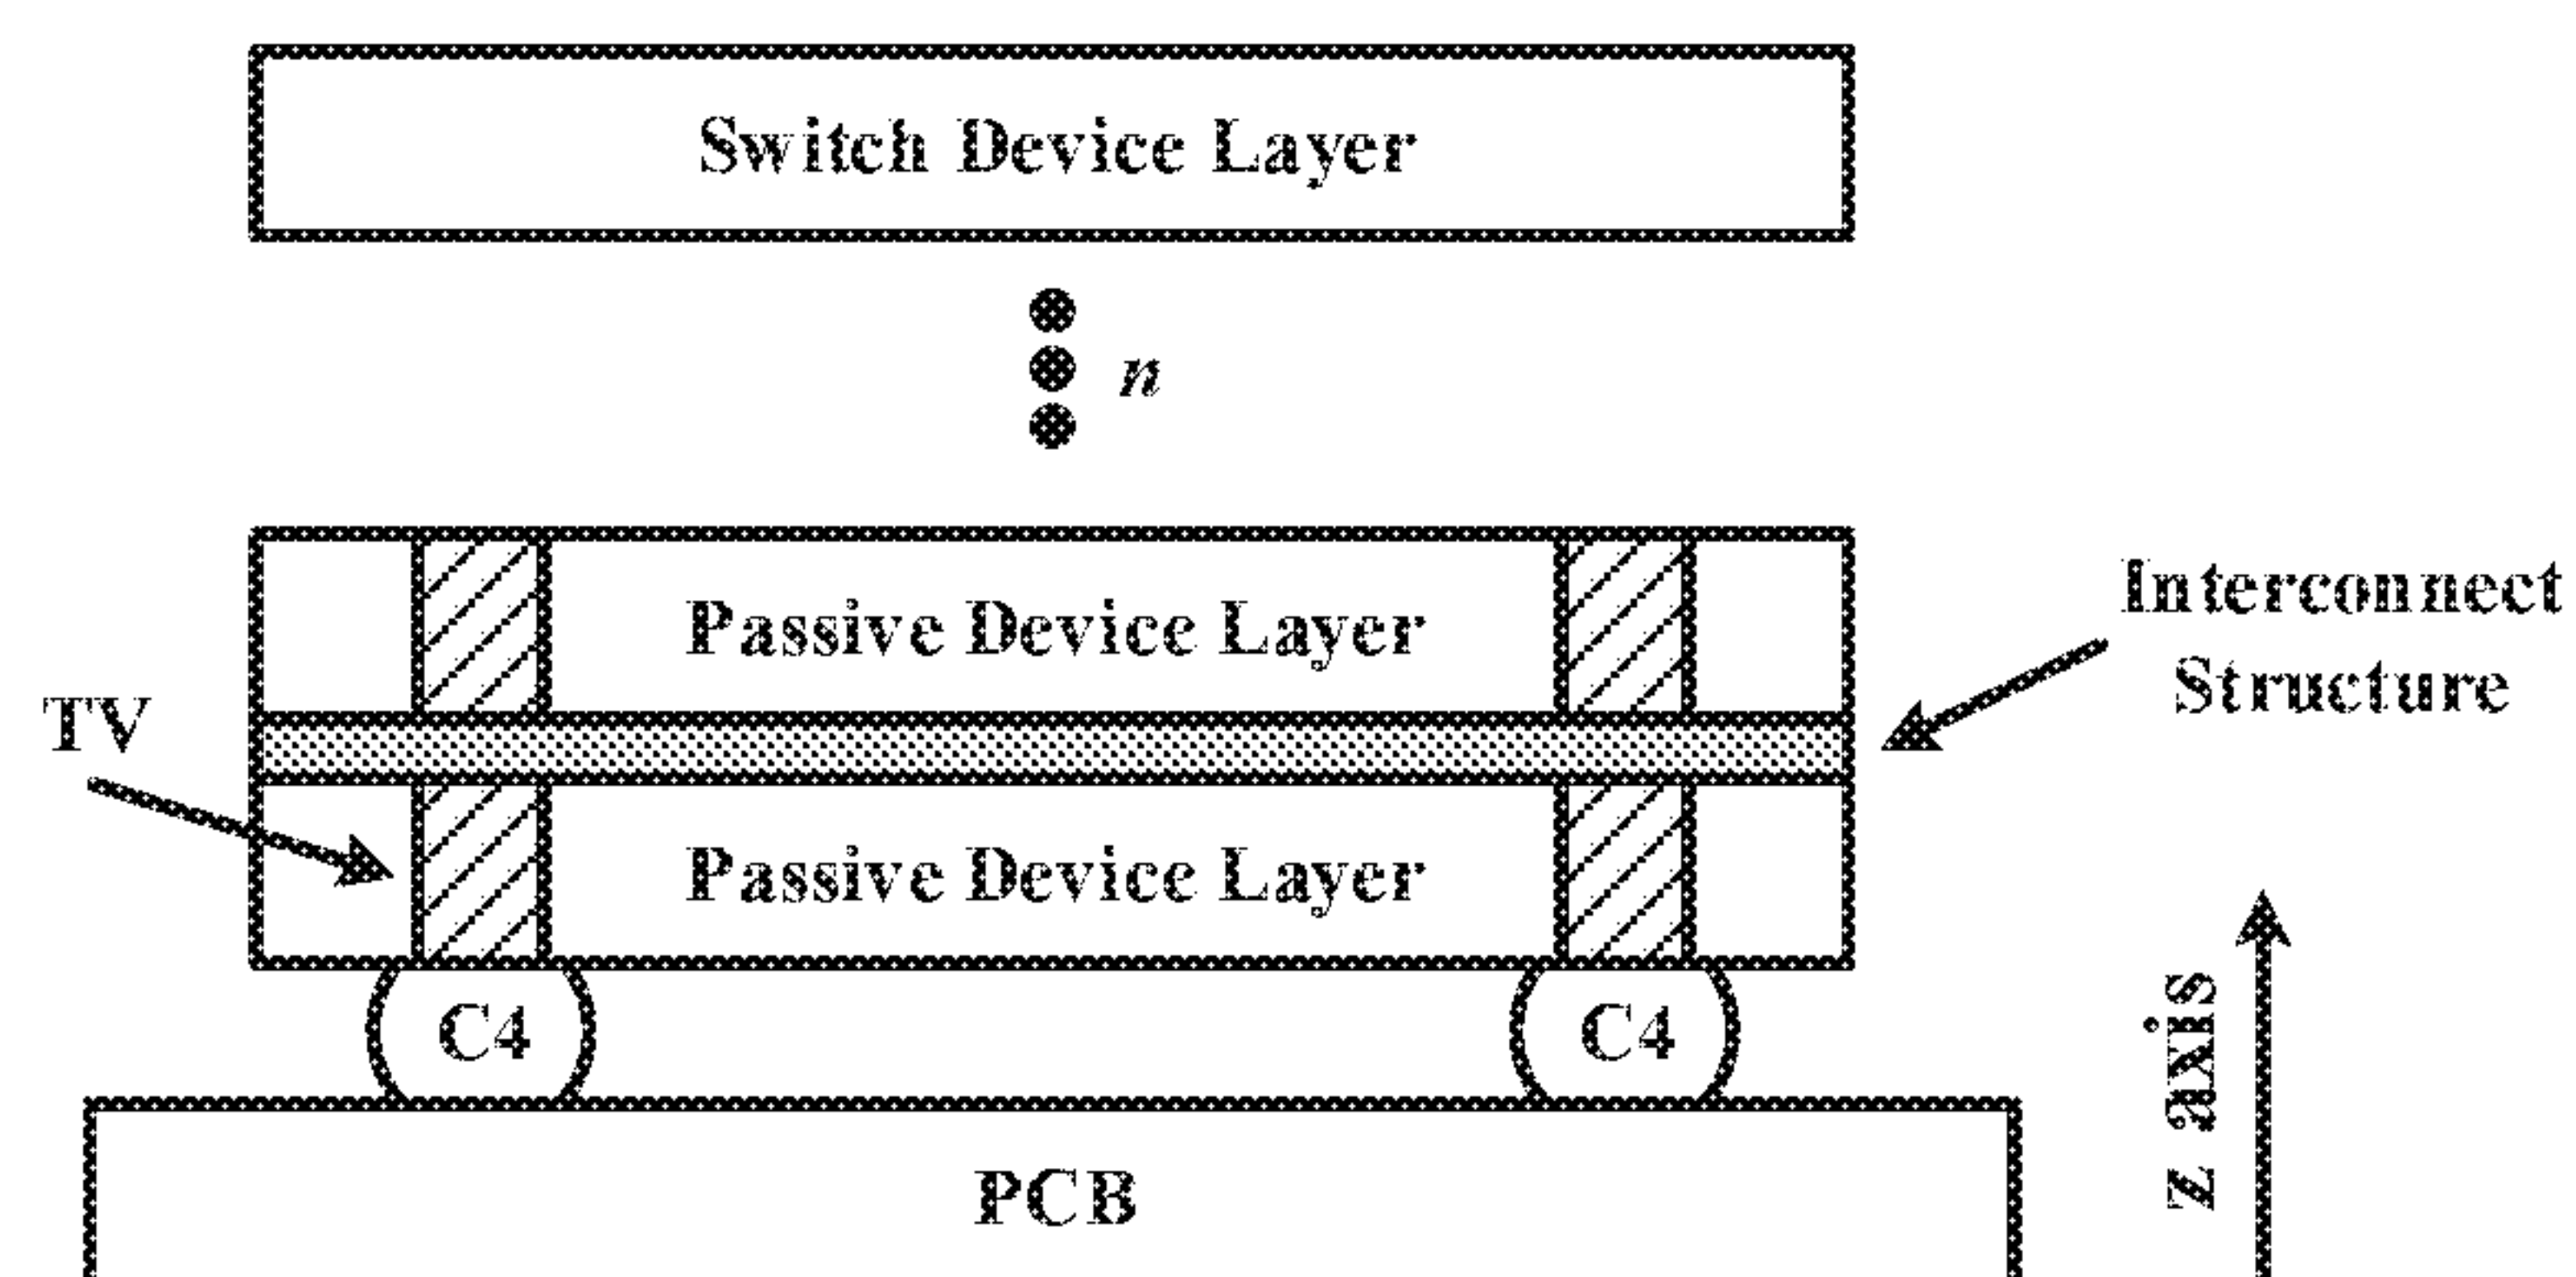 Switch Device Layer
n
Passive Device Layer
Interconnect
Structure
TV
Passive Device Layer
C4
C4
z axis
PCB